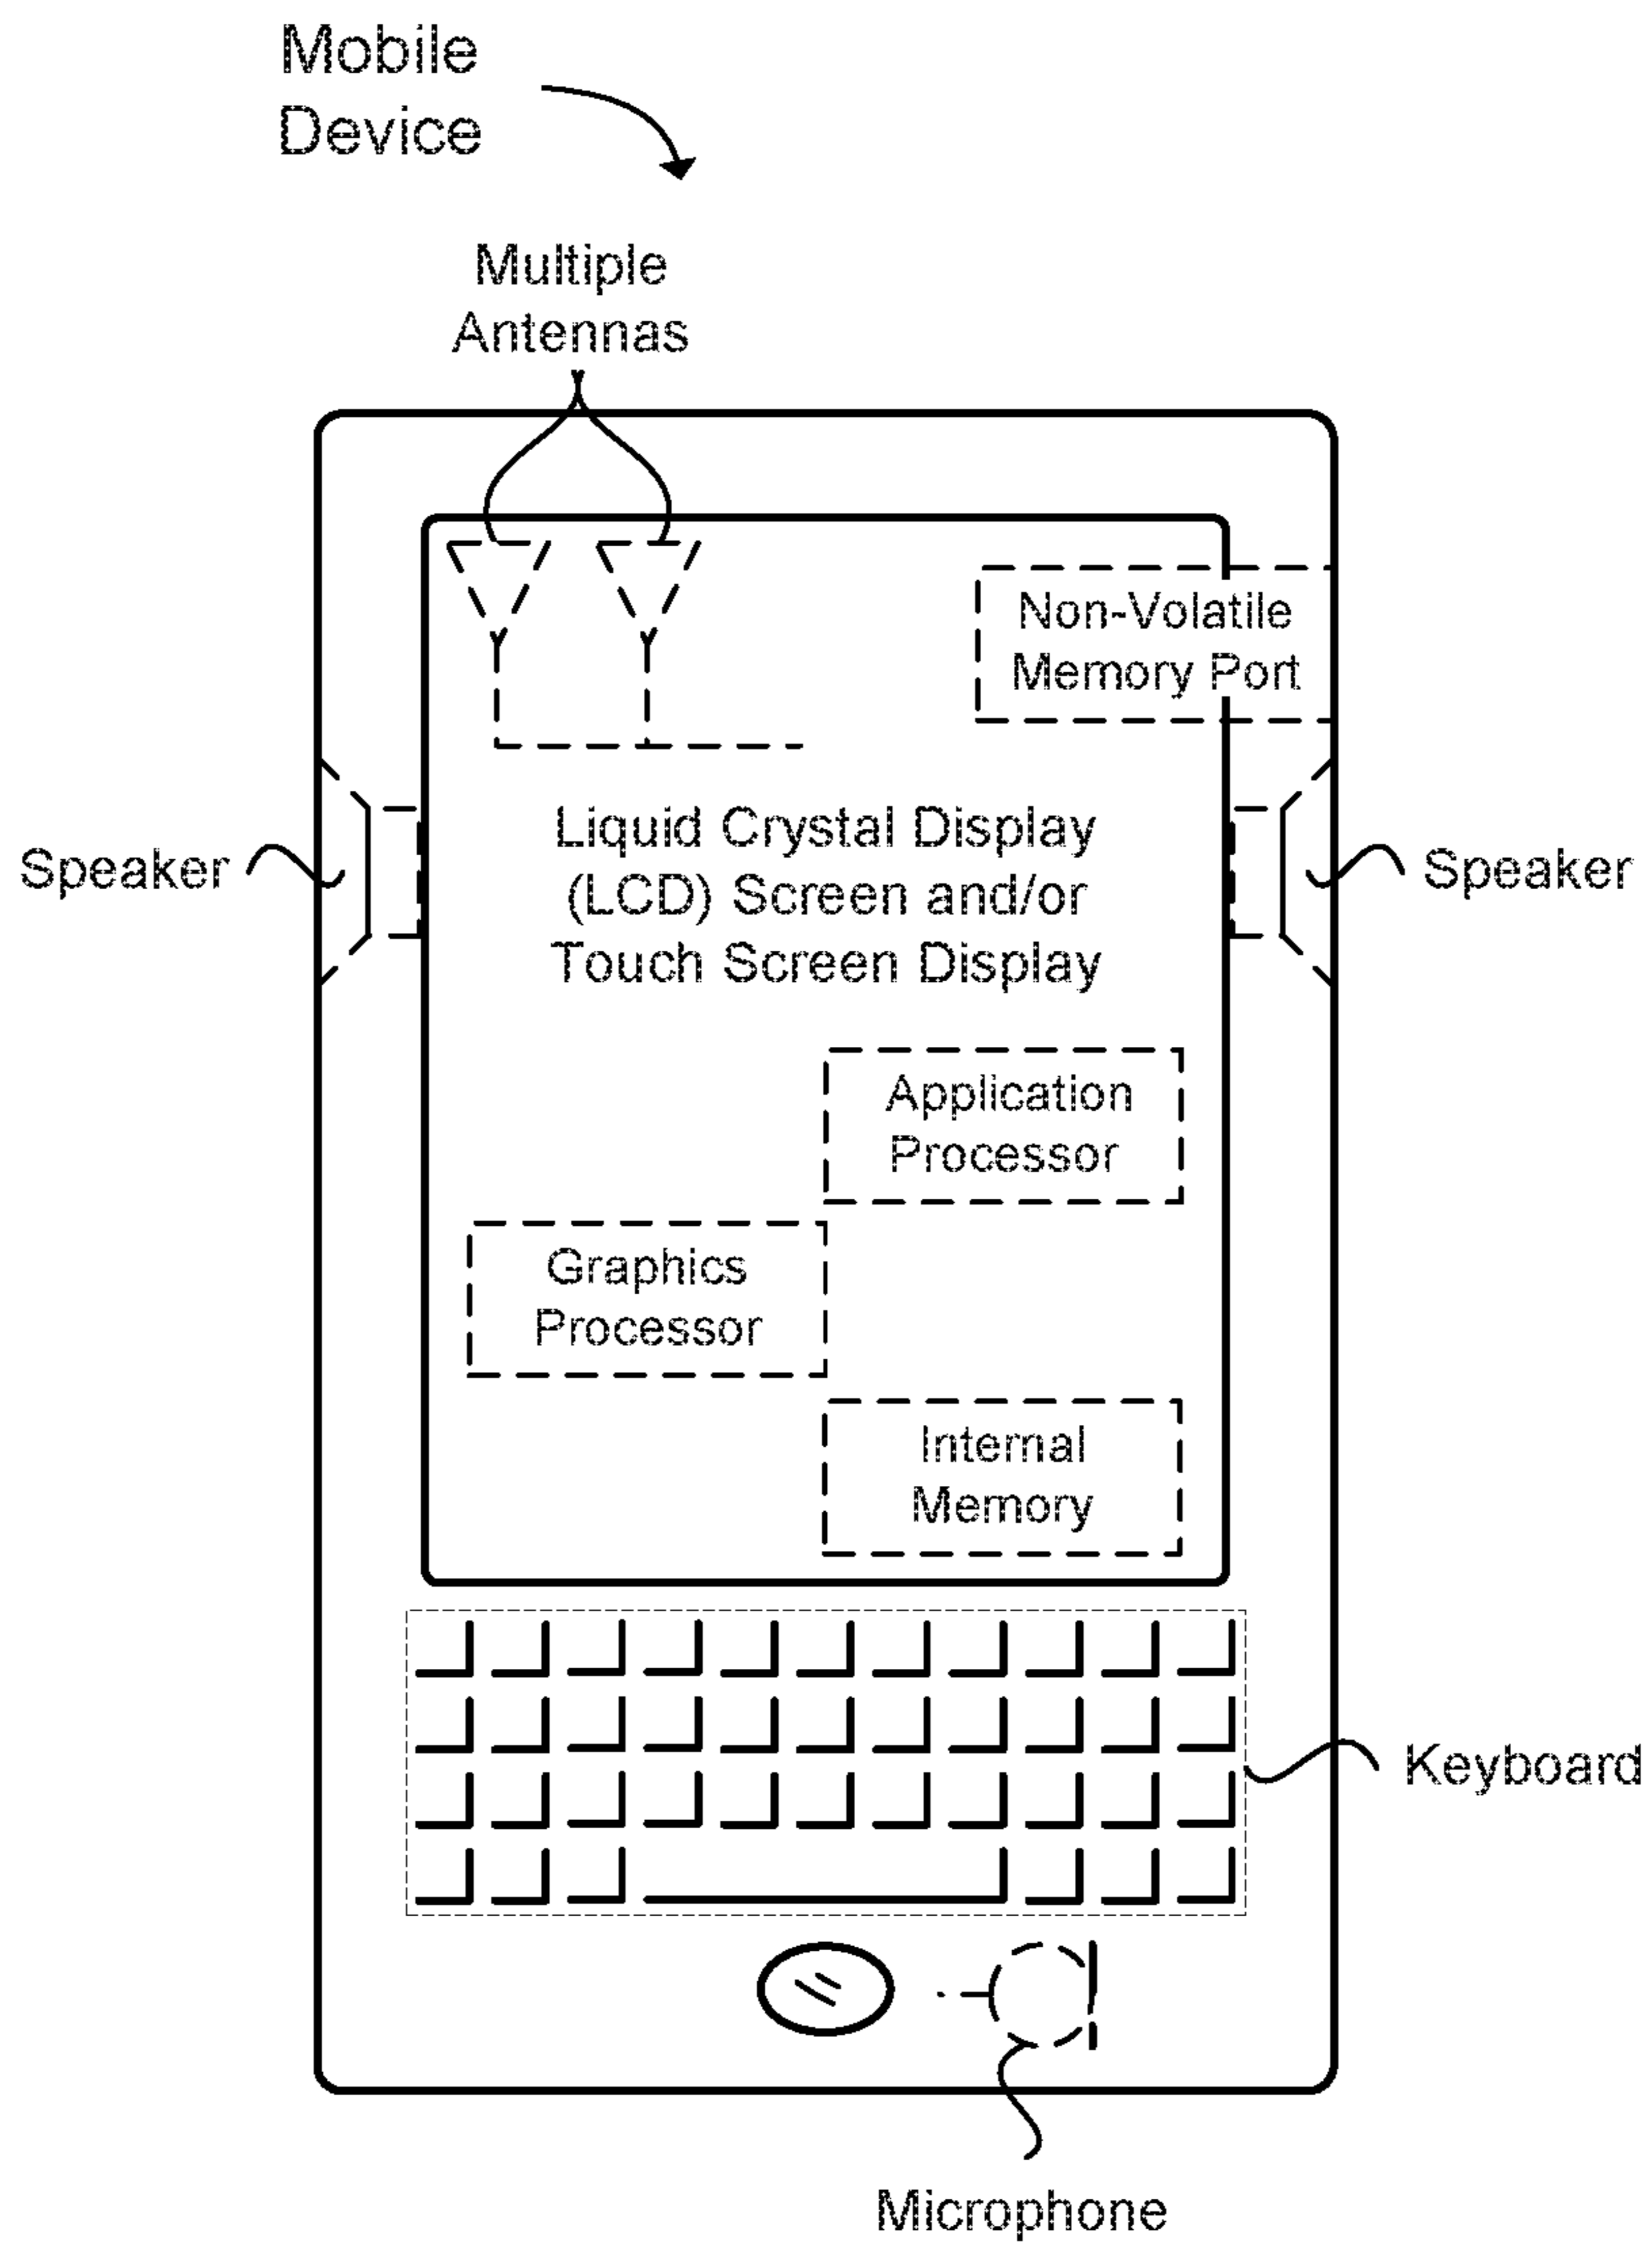 Mobile
Device
Multiple
Antennas
Non-Volatile
Memory Port
Speaker
Liquid Crystal Display
(LCD) Screen and/or
Touch Screen Display
Speaker
Application
Processor
Graphics
Processor
Internal
Memory
Keyboard
Microphone